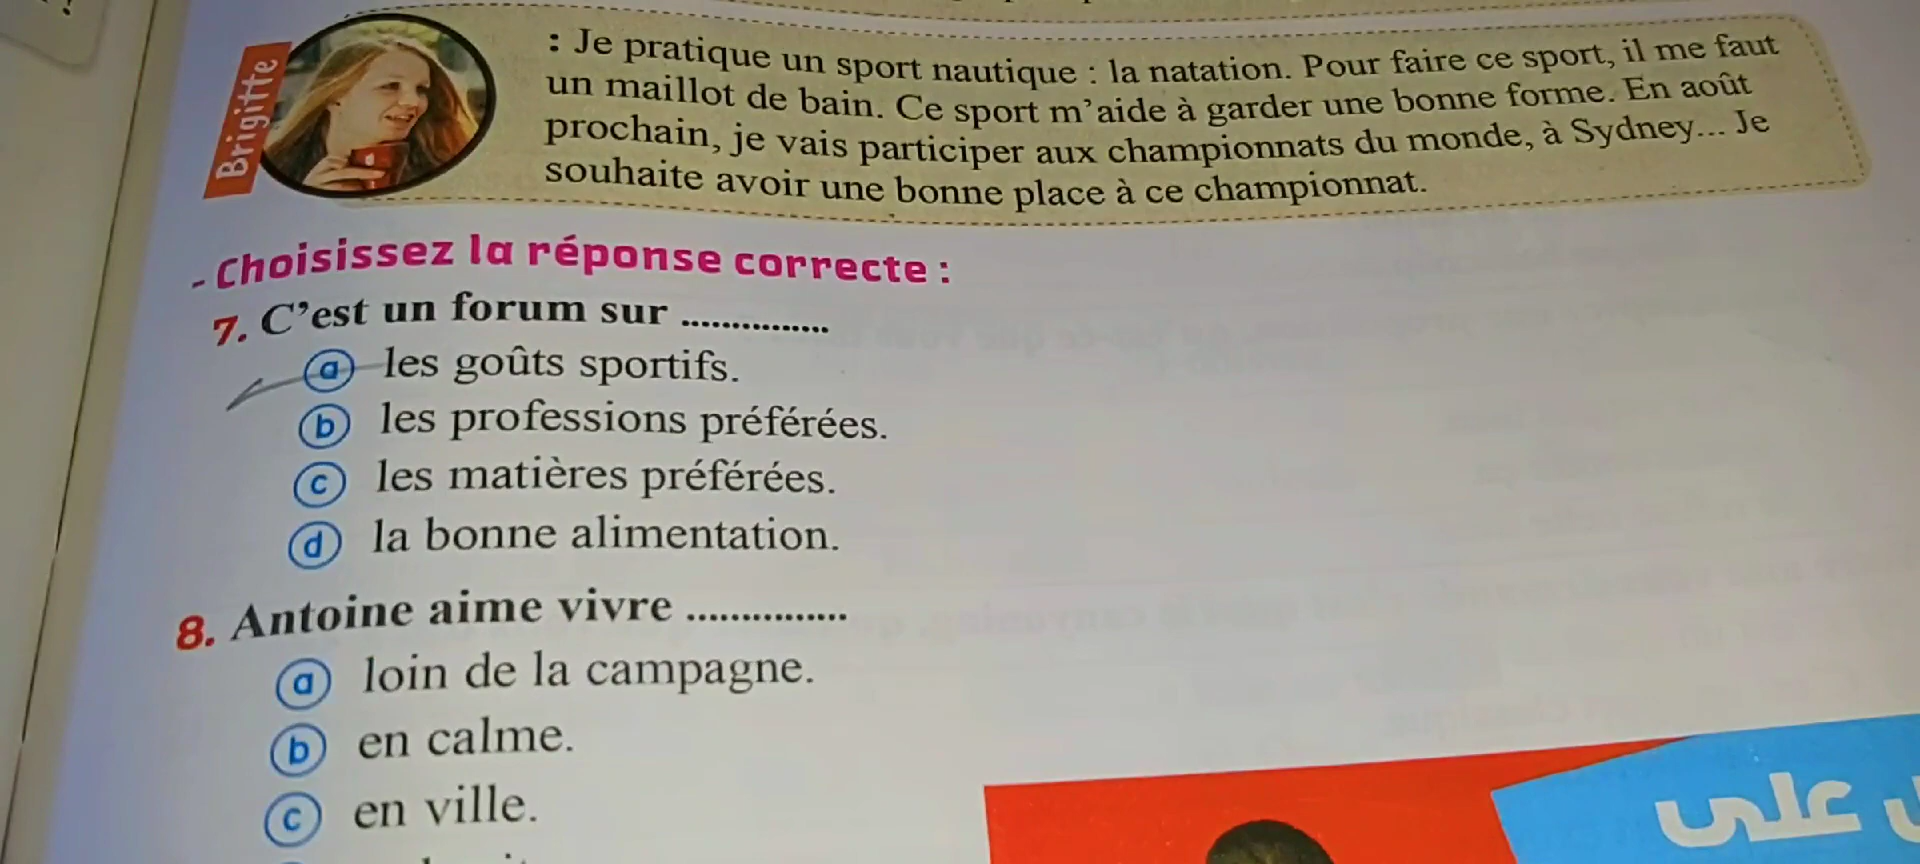 Brigitte
: Je pratique un sport nautique : la natation. Pour faire ce sport, il me faut
un maillot de bain. Ce sport m'aide à garder une bonne forme. En août
prochain, je vais participer aux championnats du monde, à Sydney... Je
souhaite avoir une bonne place à ce championnat.
- Choisissez la réponse correcte :
7. C'est un forum sur ...............
a les goûts sportifs.
b les professions préférées.
c les matières préférées.
d la bonne alimentation.
8. Antoine aime vivre ...............
a loin de la campagne.
b en calme.
c en ville.
على